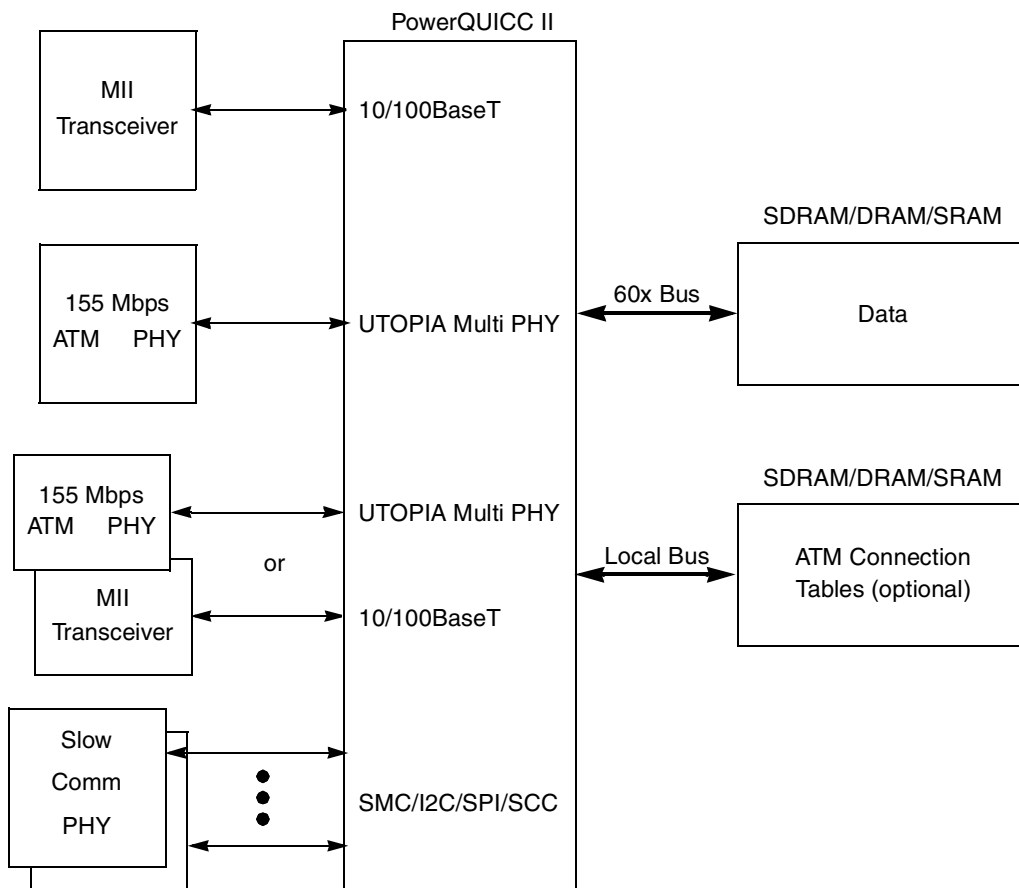 PowerQUICC II
MII
Transceiver
10/100BaseT
SDRAM/DRAM/SRAM
155 Mbps
ATM PHY
UTOPIA Multi PHY
60x Bus
Data
155 Mbps
ATM PHY
UTOPIA Multi PHY
SDRAM/DRAM/SRAM
or
Local Bus
ATM Connection
Tables (optional)
MII
Transceiver
10/100BaseT
Slow
Comm
PHY
SMC/I2C/SPI/SCC